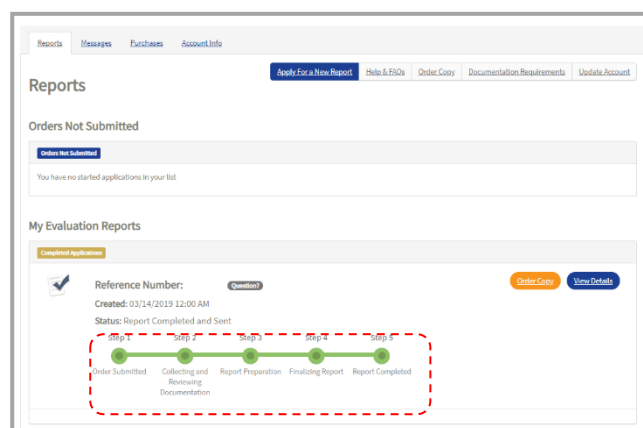 Reports Messages Purchases Account Info
Apply For a New Report Help & FAQs Order Copy Documentation Requirements Update Account
Reports
Orders Not Submitted
Orders Not Submitted
You have no started applications in your list
My Evaluation Reports
Completed Applications
Reference Number: Question? Order Copy View Details
Created: 03/14/2019 12:00 AM
Status: Report Completed and Sent
Step 1 Step 2 Step 3 Step 4 Step 5
Order Submitted Collecting and Report Preparation Finalizing Report Report Completed
Reviewing
Documentation